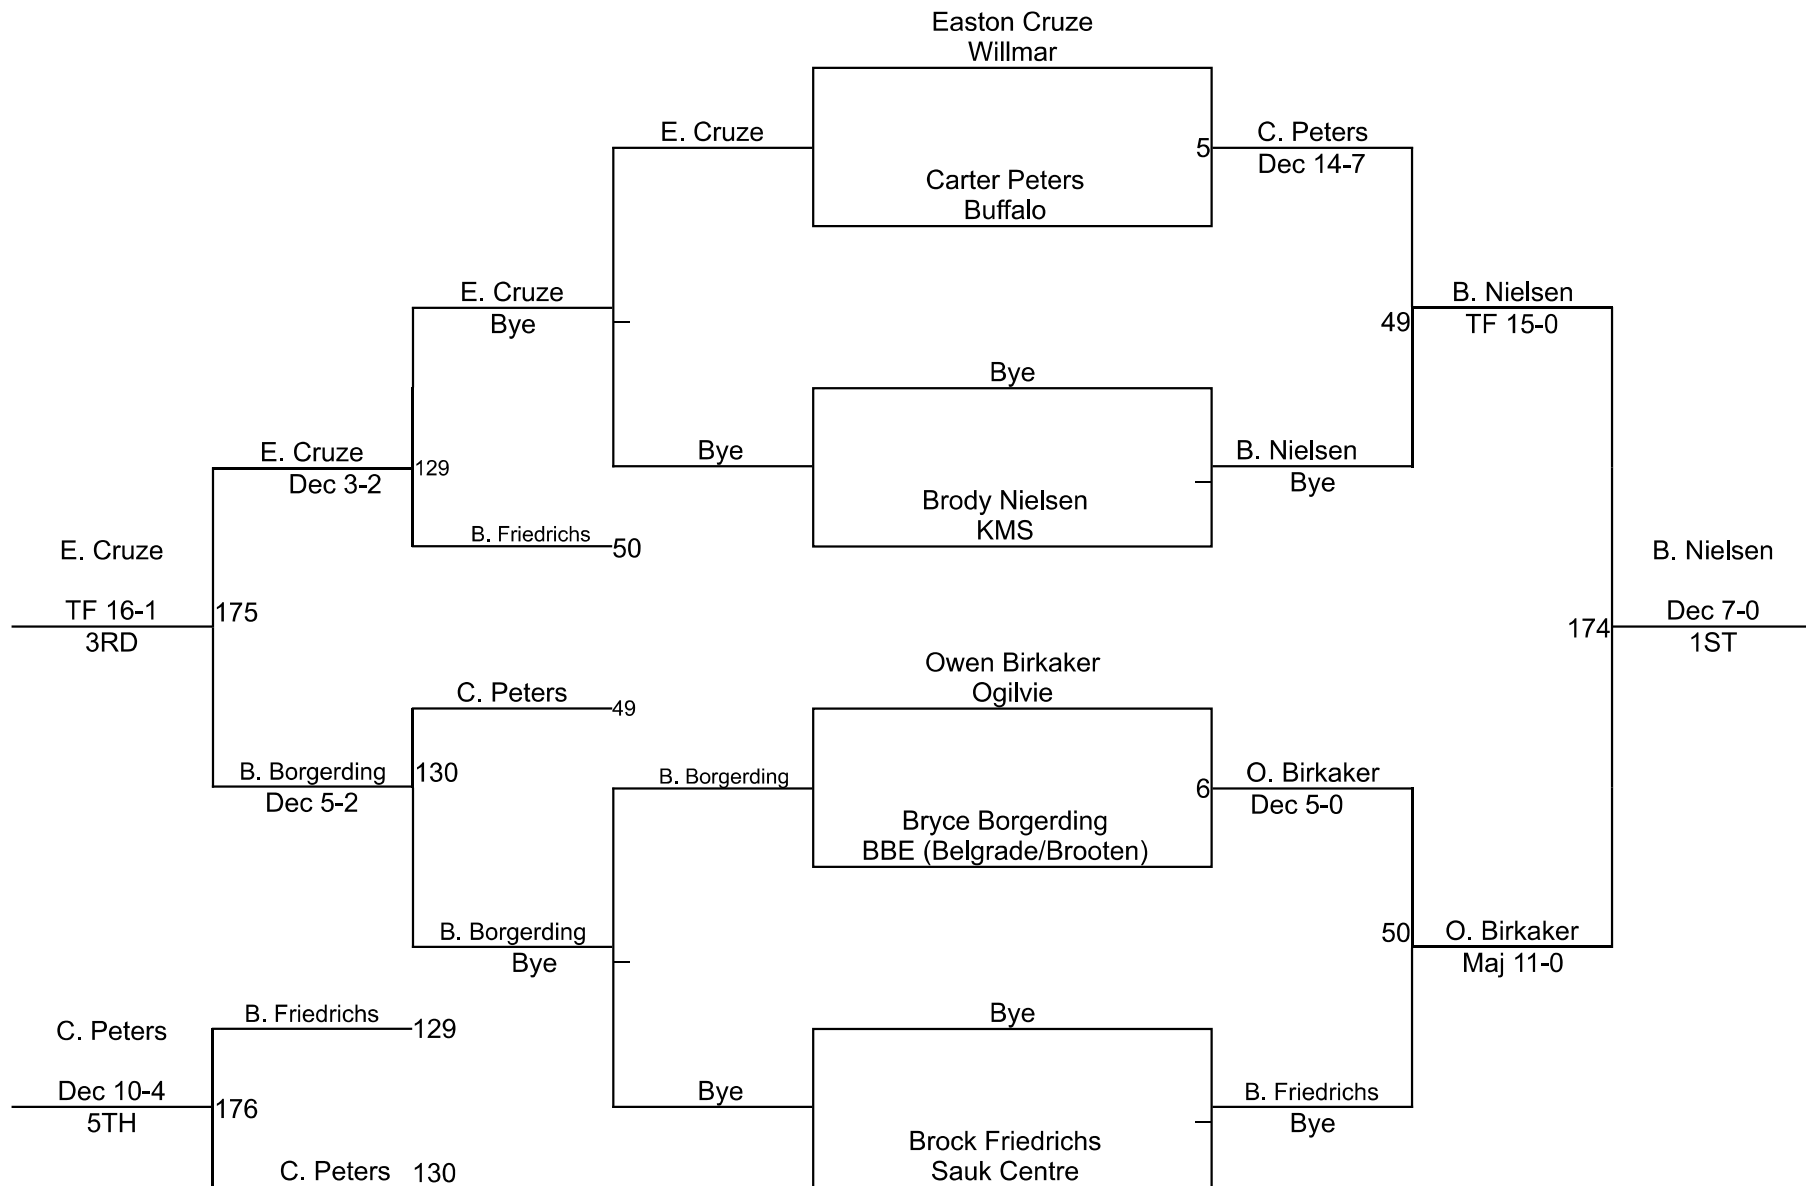 Easton Cruze
Willmar
E. Cruze
5
C. Peters
Dec 14-7
Carter Peters
Buffalo
E. Cruze
Bye
49
B. Nielsen
TF 15-0
Bye
E. Cruze
Dec 3-2
129
Bye
B. Nielsen
Bye
Brody Nielsen
KMS
B. Friedrichs
50
E. Cruze
TF 16-1
3RD
175
B. Nielsen
174
Dec 7-0
1ST
Owen Birkaker
Ogilvie
C. Peters
49
B. Borgerding
Dec 5-2
130
B. Borgerding
6
O. Birkaker
Dec 5-0
Bryce Borgerding
BBE (Belgrade/Brooten)
B. Borgerding
Bye
50
O. Birkaker
Maj 11-0
C. Peters
Dec 10-4
5TH
B. Friedrichs
129
176
Bye
Bye
B. Friedrichs
Bye
Brock Friedrichs
Sauk Centre
C. Peters
130